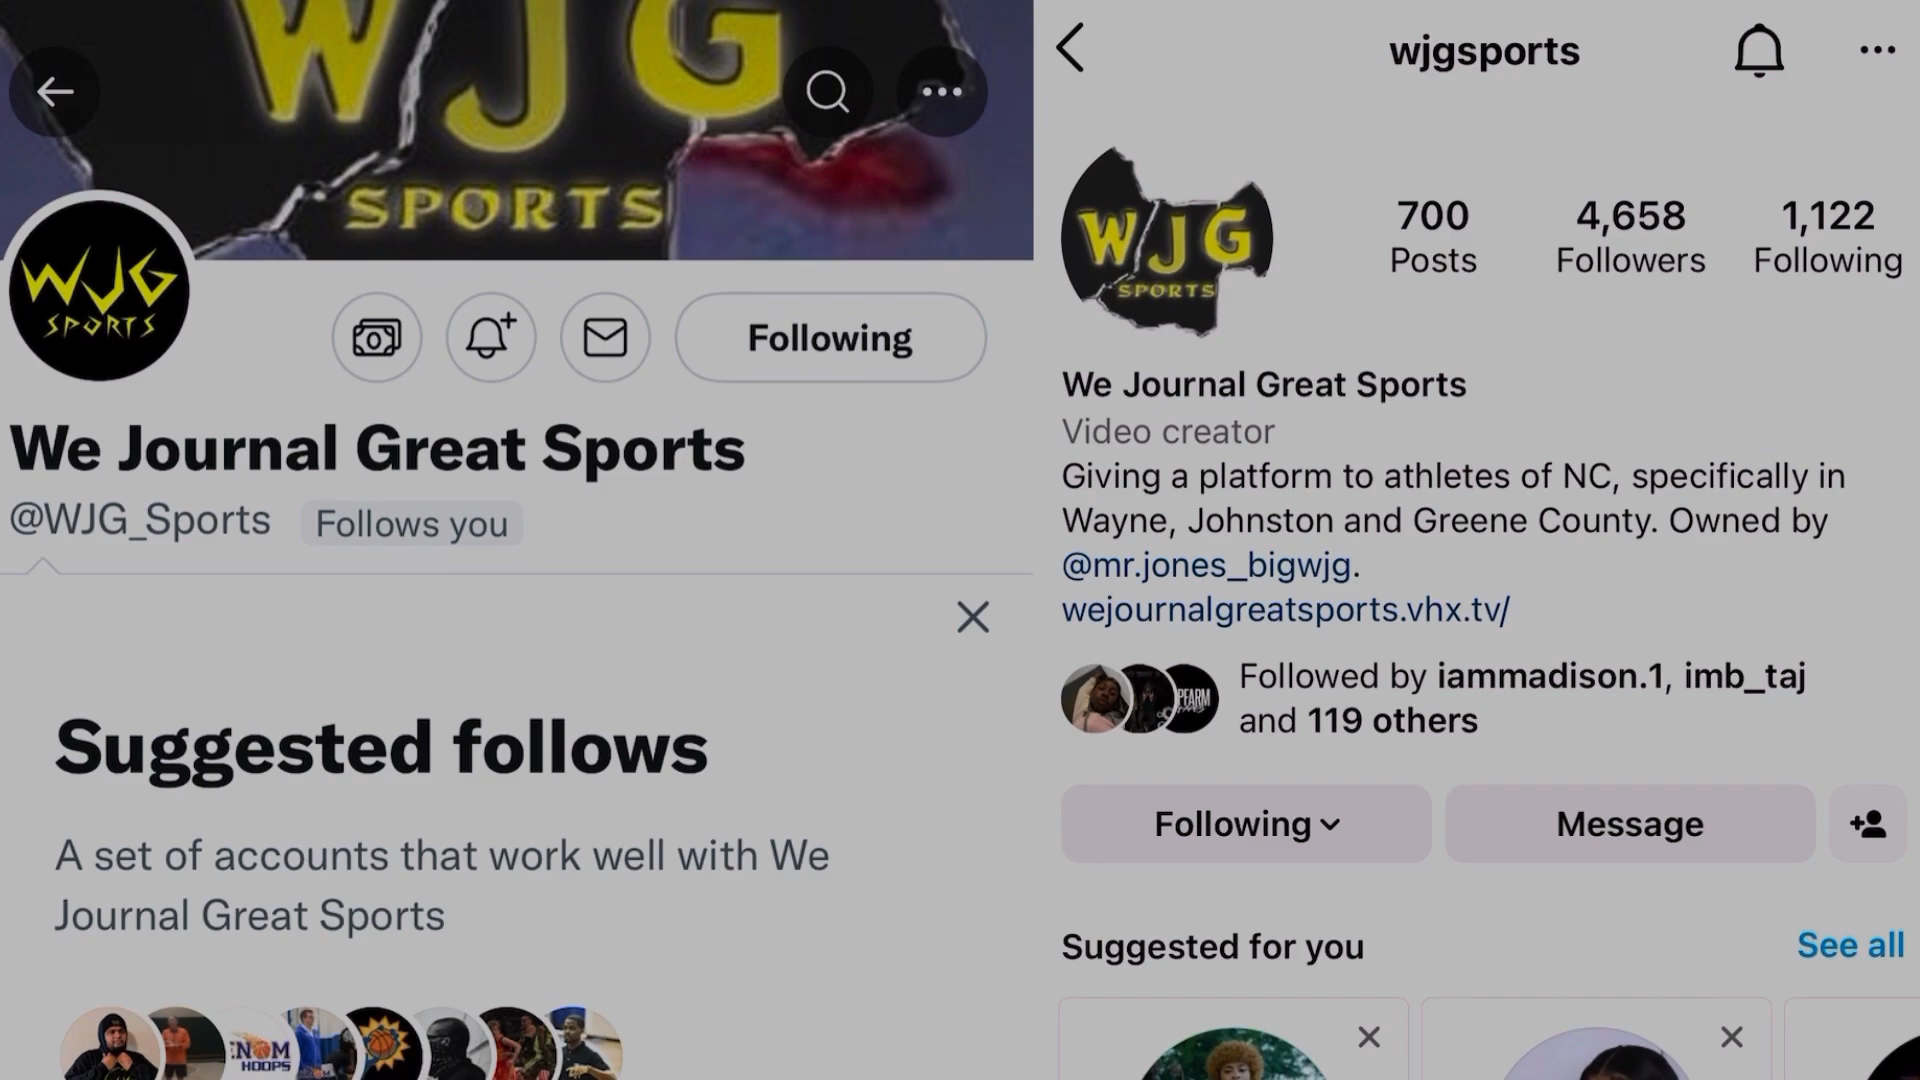 WJG
SPORTS
WJG
SPORTS
Following
We Journal Great Sports
@WJG_Sports Follows you
Suggested follows
A set of accounts that work well with We
Journal Great Sports
HOOPS
wjgsports
WJG
SPORTS
700 4,658 1,122
Posts Followers Following
We Journal Great Sports
Video creator
Giving a platform to athletes of NC, specifically in
Wayne, Johnston and Greene County. Owned by
@mr.jones_bigwjg.
wejournalgreatsports.vhx.tv/
Followed by iammadison.1, imb_taj
and 119 others
Following Message
Suggested for you See all